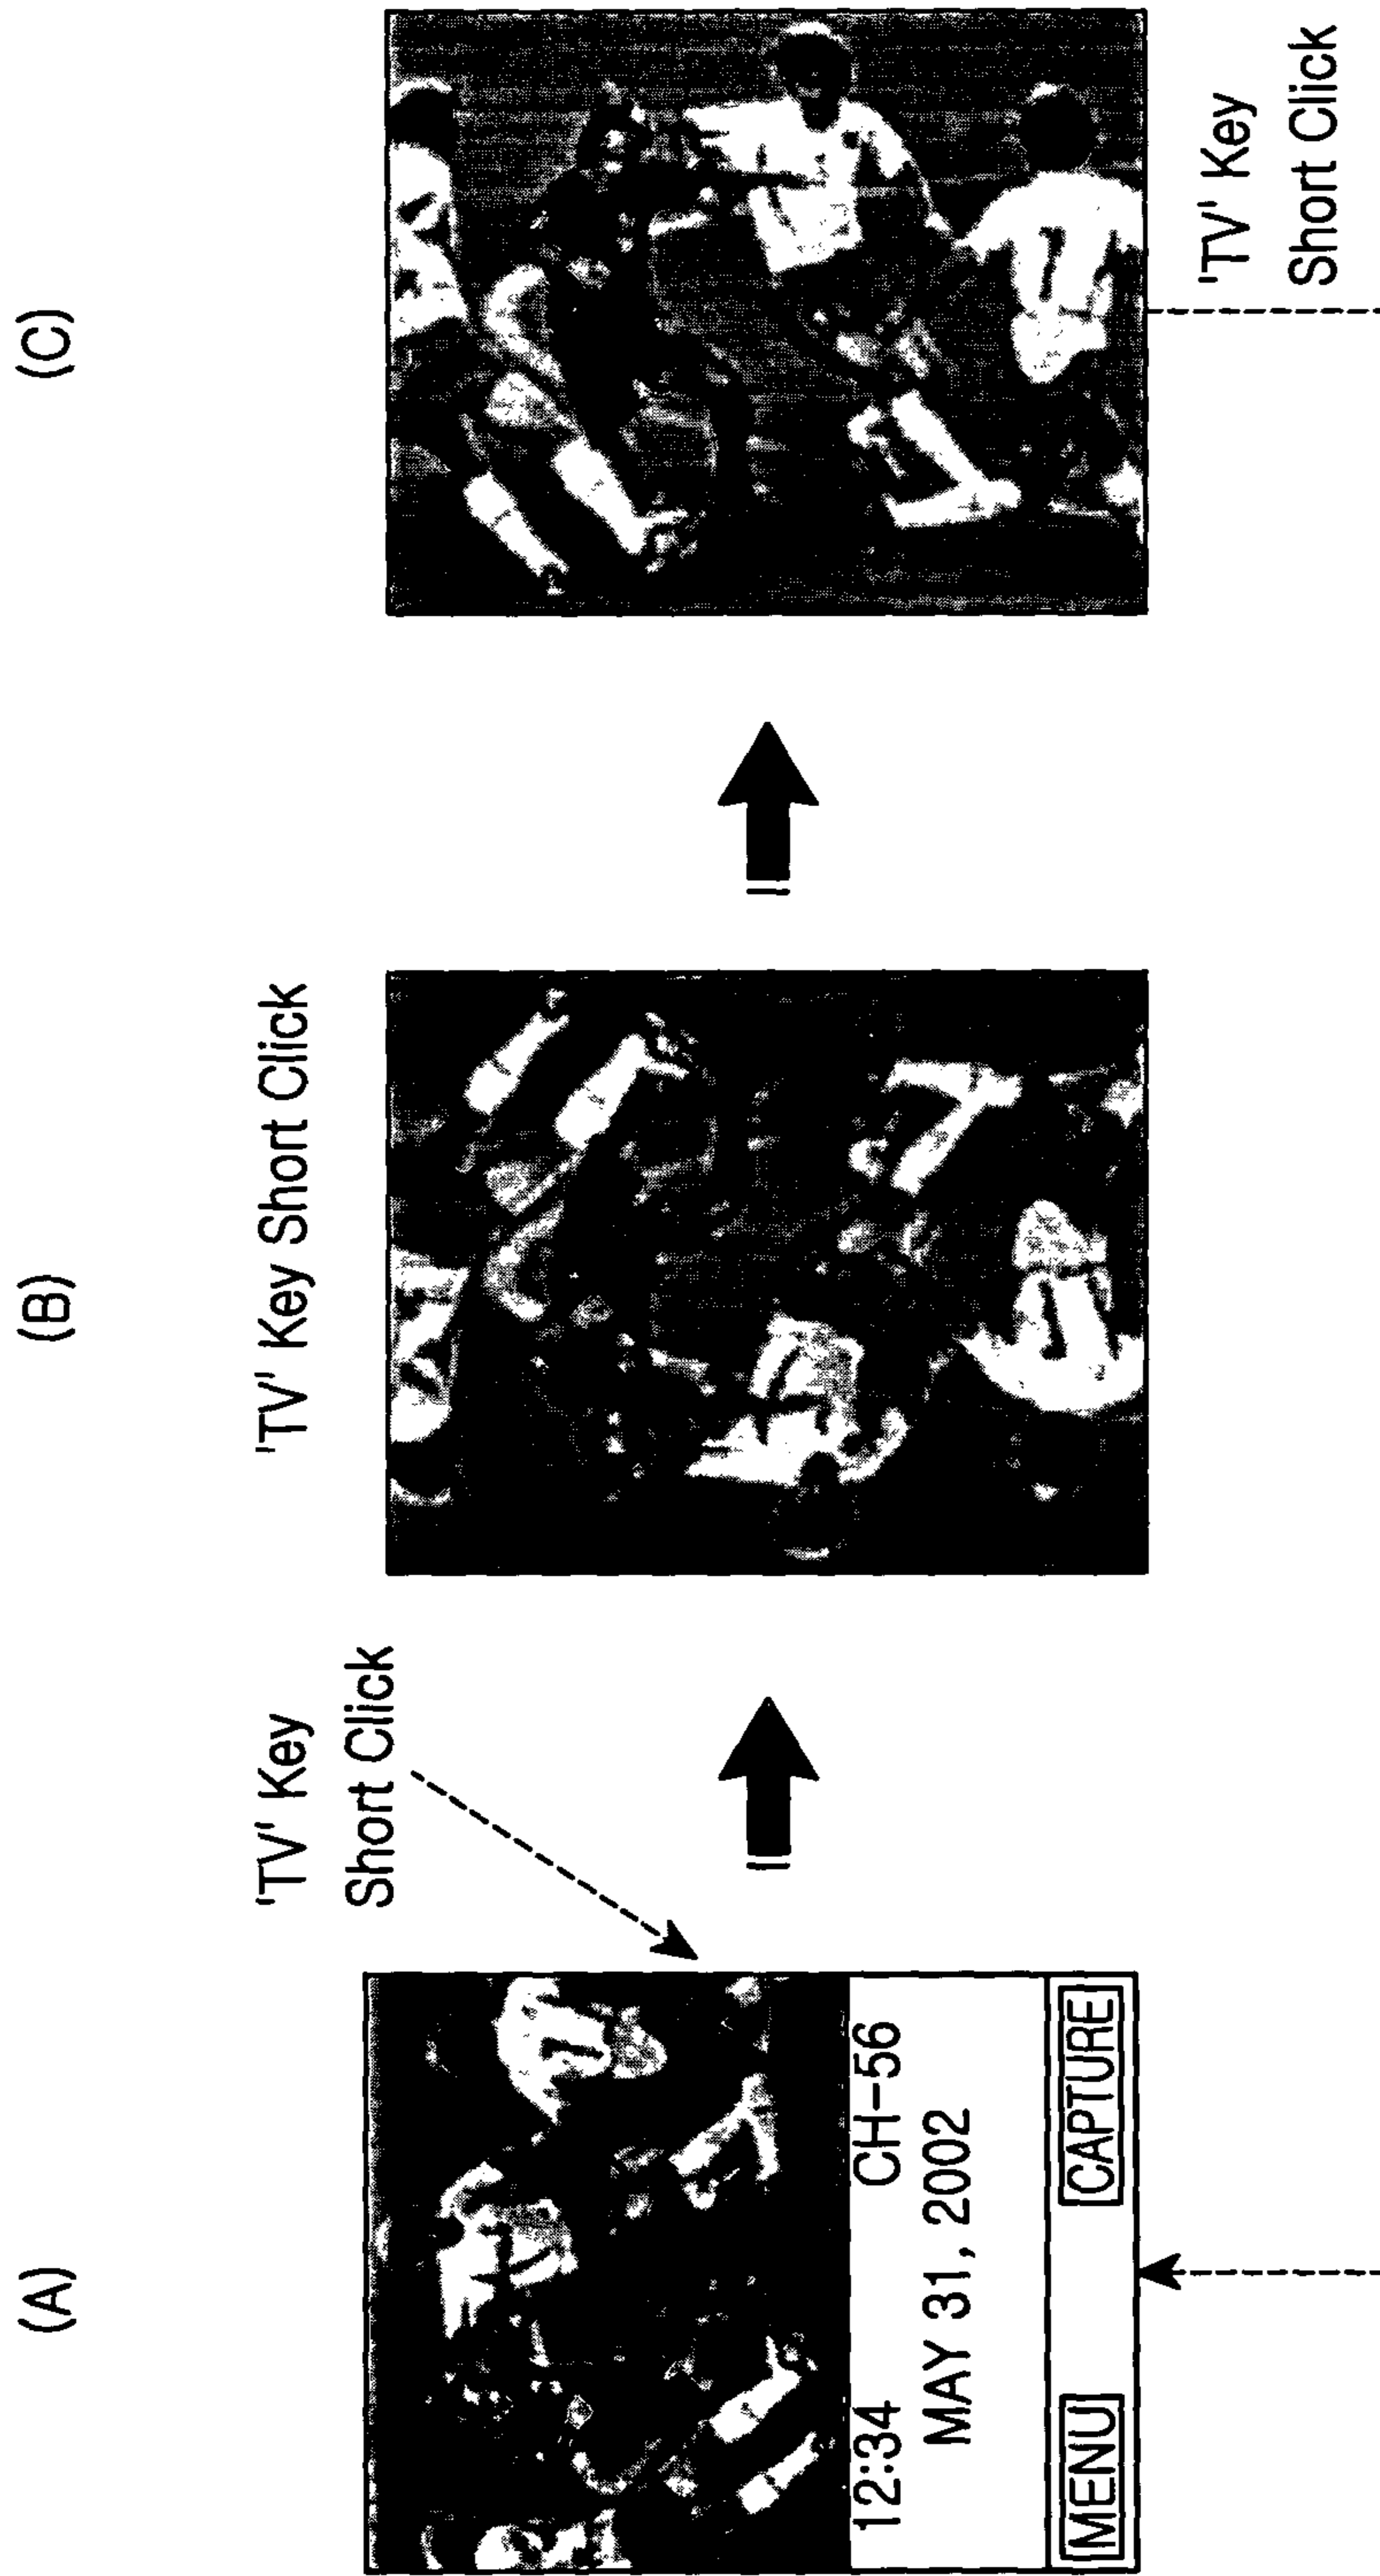 (A)
(B)
(C)
'TV' Key
Short Click
'TV' Key Short Click
12:34 CH-56
MAY 31, 2002
MENU CAPTURE
'TV' Key
Short Click